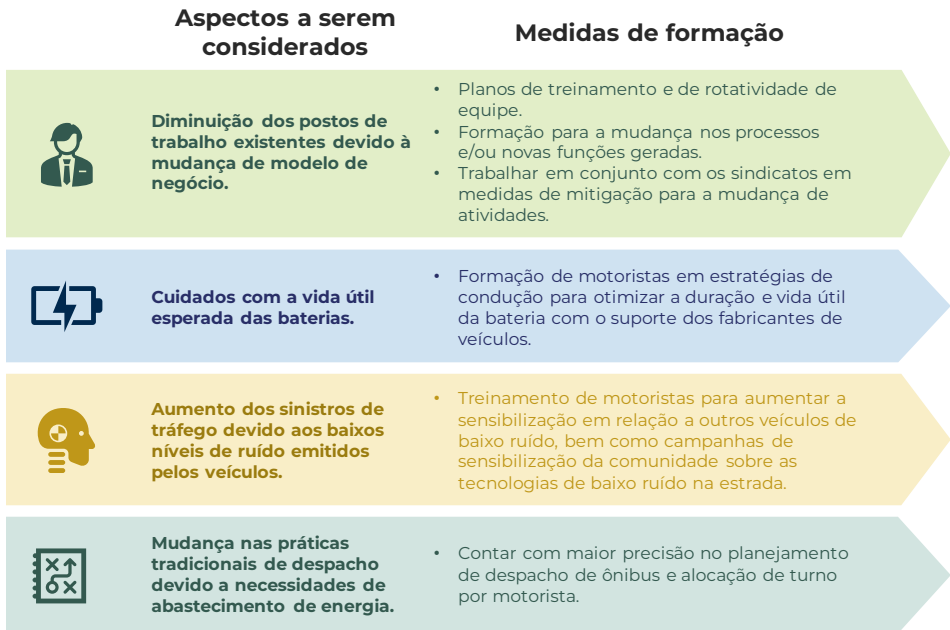 Aspectos a serem
considerados
Medidas de formação
Diminuição dos postos de
trabalho existentes devido à
mudança de modelo de
negócio.
• Planos de treinamento e de rotatividade de
equipe.
• Formação para a mudança nos processos
e/ou novas funções geradas.
• Trabalhar em conjunto com os sindicatos em
medidas de mitigação para a mudança de
atividades.
Cuidados com a vida útil
esperada das baterias.
• Formação de motoristas em estratégias de
condução para otimizar a duração e vida útil
da bateria com o suporte dos fabricantes de
veículos.
Aumento dos sinistros de
tráfego devido aos baixos
níveis de ruído emitidos
pelos veículos.
• Treinamento de motoristas para aumentar a
sensibilização em relação a outros veículos de
baixo ruído, bem como campanhas de
sensibilização da comunidade sobre as
tecnologias de baixo ruído na estrada.
Mudança nas práticas
tradicionais de despacho
devido a necessidades de
abastecimento de energia.
• Contar com maior precisão no planejamento
de despacho de ônibus e alocação de turno
por motorista.